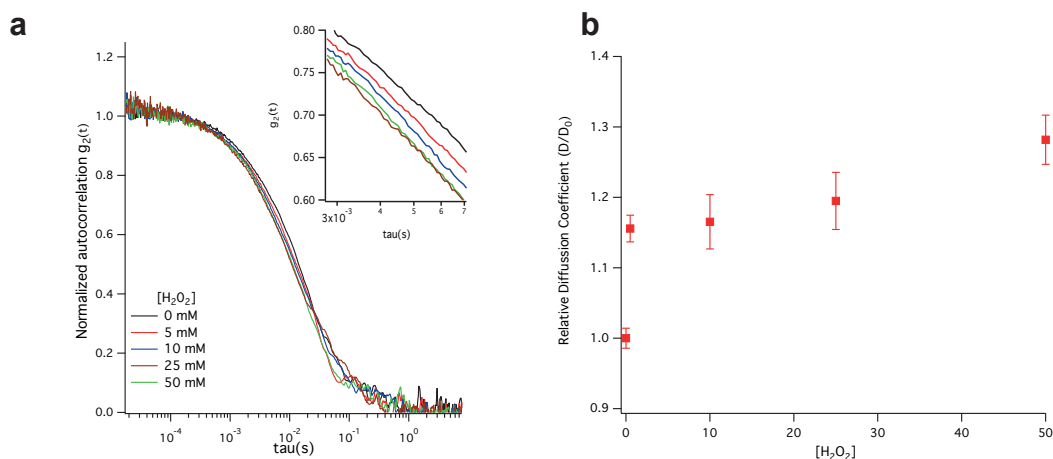 a
Normalized autocorrelation g₂(t)
1.2
1.0
0.8
0.6
0.4
0.2
0.0
10⁻⁴
10⁻³
10⁻²
10⁻¹
10⁰
tau(s)
[H₂O₂]
0 mM
5 mM
10 mM
25 mM
50 mM
g₂(t)
0.80
0.75
0.70
0.65
0.60
3x10⁻³
4
5
6
7
tau(s)
b
Relative Diffussion Coefficient (D/D₀)
1.4
1.3
1.2
1.1
1.0
0.9
0
10
20
30
40
50
[H₂O₂]